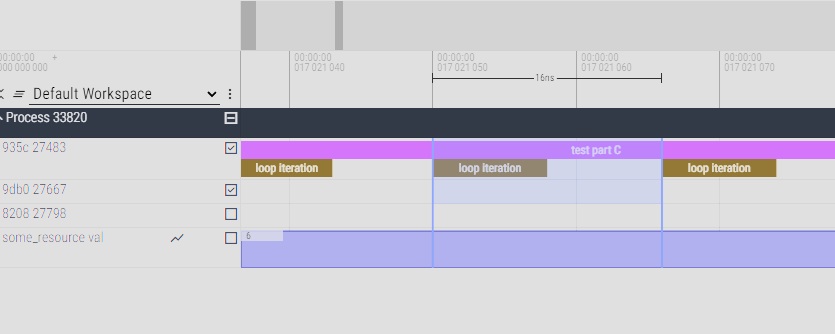 00:00:00 +
000 000 000
00:00:00
017 021 040
00:00:00
017 021 050
00:00:00
017 021 060
00:00:00
017 021 070
16ns
Default Workspace
Process 33820
935c 27483
test part C
loop iteration
loop iteration
loop iteration
9db0 27667
8208 27798
some_resource val
6